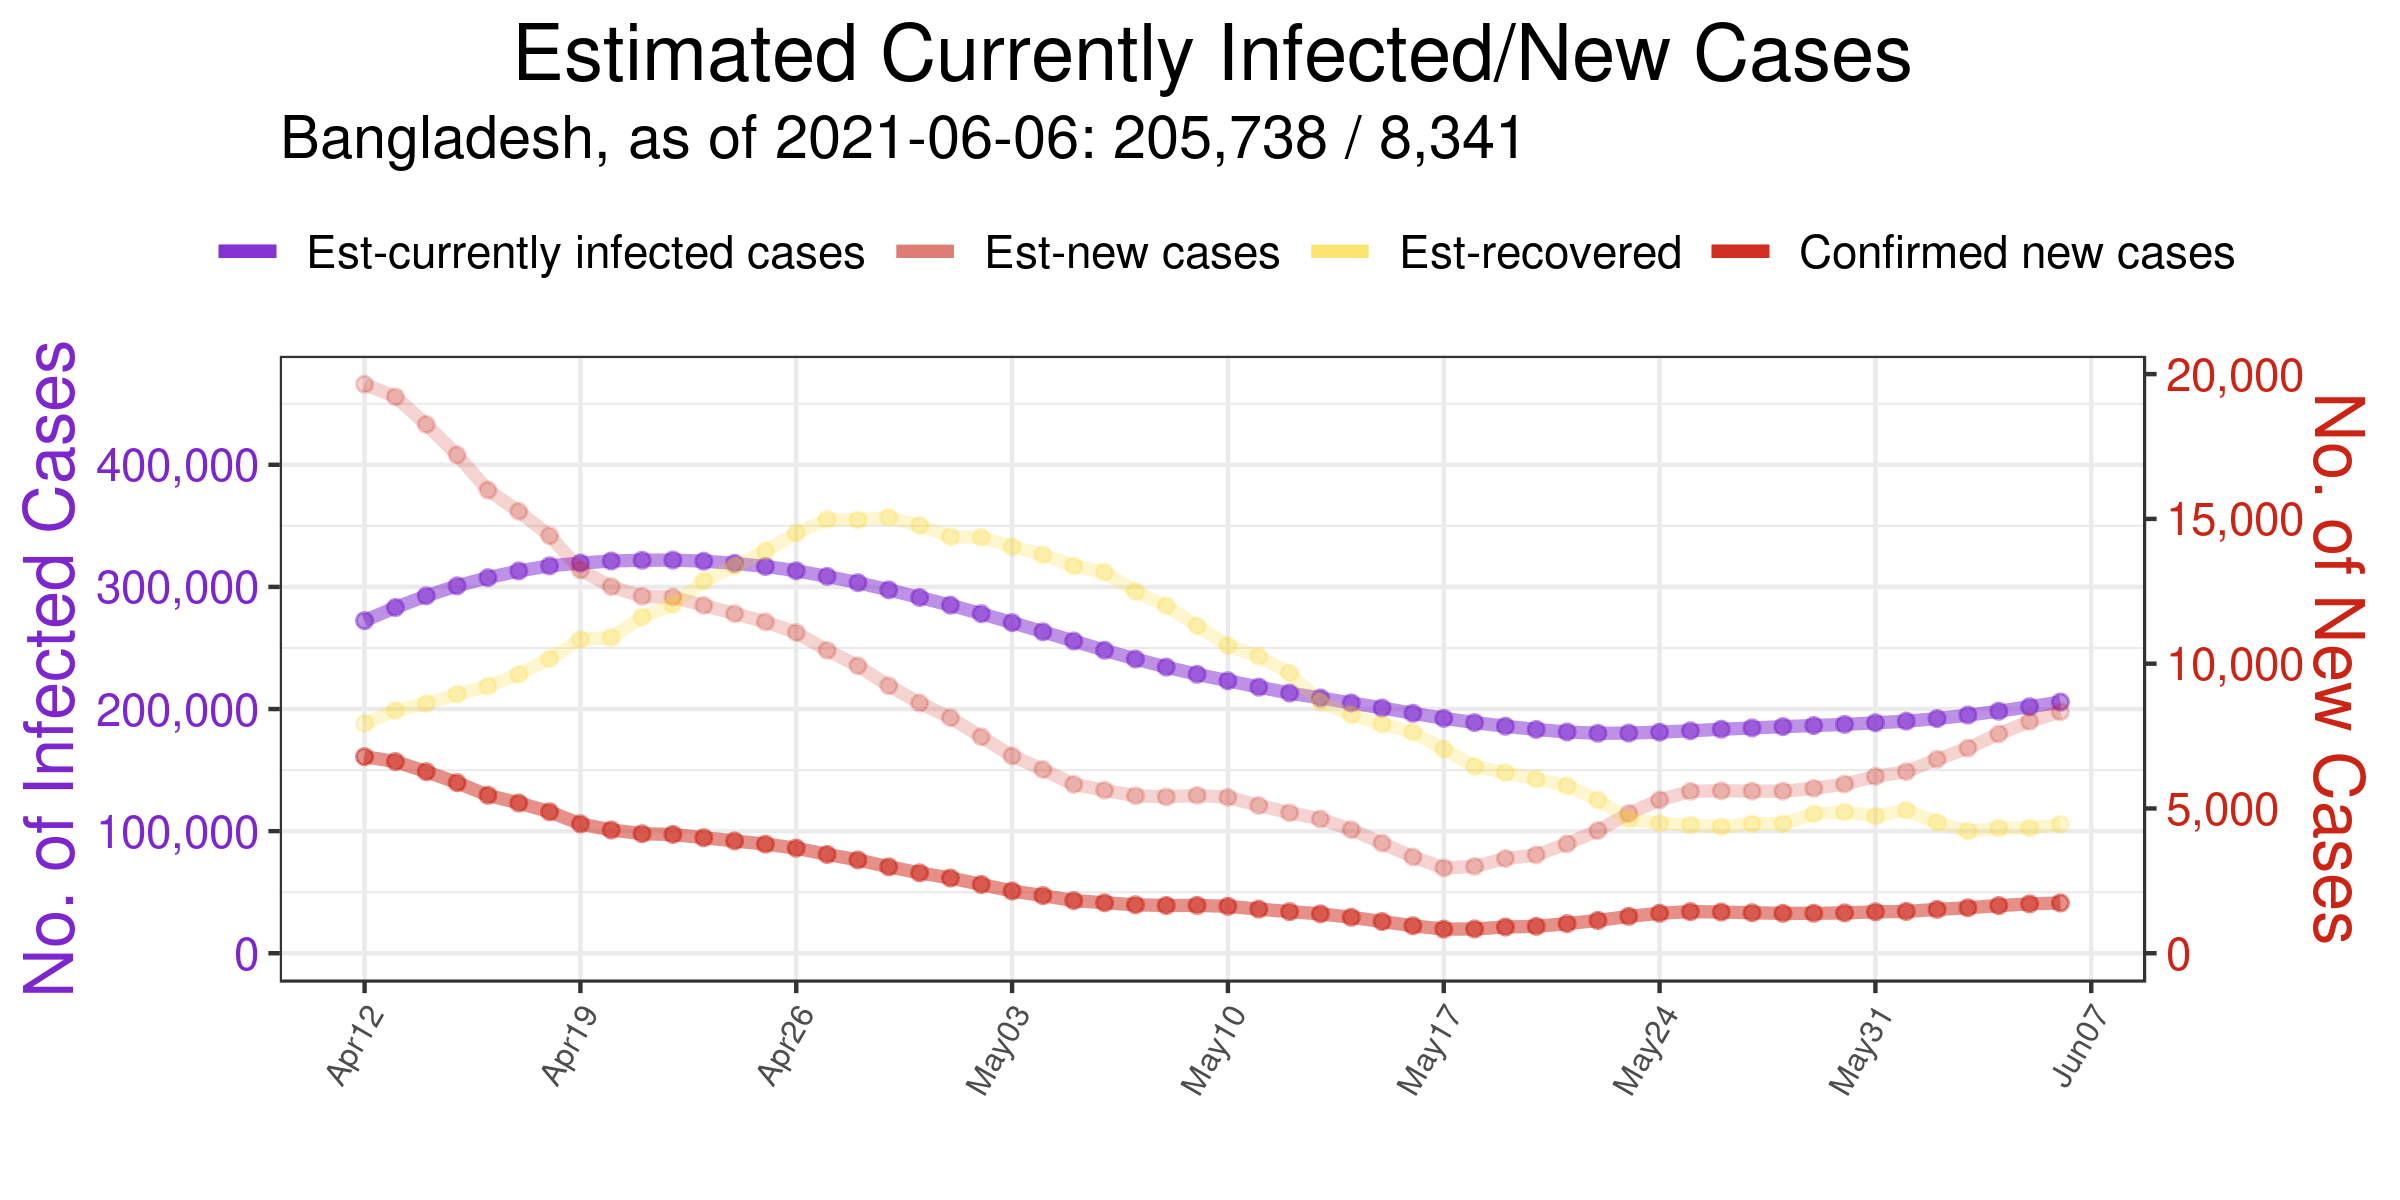 Estimated Currently Infected/New Cases
Bangladesh, as of 2021-06-06: 205,738 / 8,341
Est-currently infected cases Est-new cases Est-recovered Confirmed new cases
No. of Infected Cases
400,000
300,000
200,000
100,000
0
20,000
15,000
10,000
5,000
0
No. of New Cases
Apr12 Apr19 Apr26 May03 May10 May17 May24 May31 Jun07